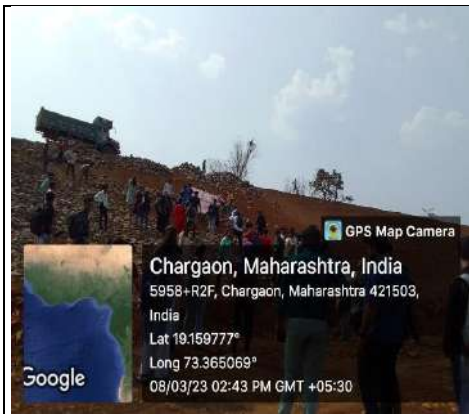 GPS Map Camera
Chargaon, Maharashtra, India
5958+R2F, Chargaon, Maharashtra 421503,
India
Lat 19.159777°
Long 73.365069°
08/03/23 02:43 PM GMT +05:30
Google